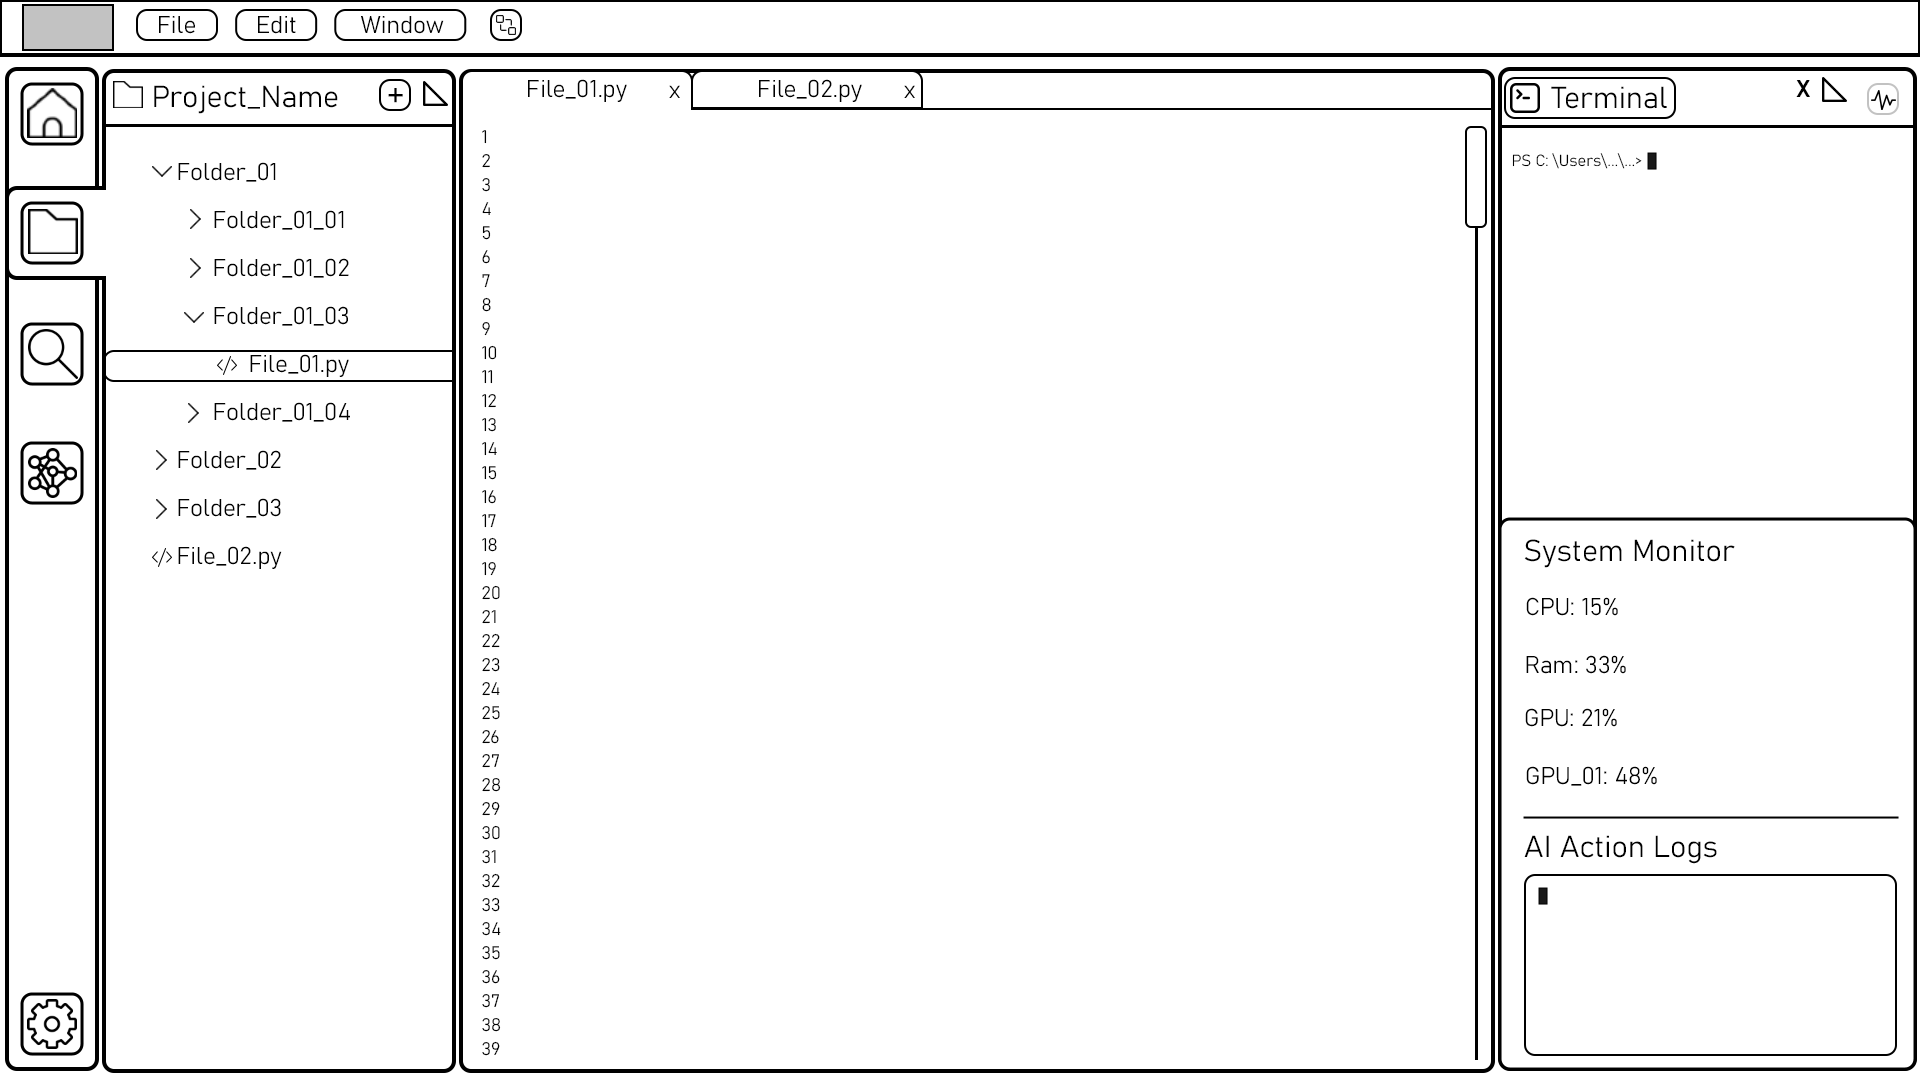 File Edit Window
Project_Name +
Folder_01
Folder_01_01
Folder_01_02
Folder_01_03
</> File_01.py
Folder_01_04
Folder_02
Folder_03
</> File_02.py
File_01.py x File_02.py x
1
2
3
4
5
6
7
8
9
10
11
12
13
14
15
16
17
18
19
20
21
22
23
24
25
26
27
28
29
30
31
32
33
34
35
36
37
38
39
>- Terminal X
PS C: \Users\...\...>
System Monitor
CPU: 15%
Ram: 33%
GPU: 21%
GPU_01: 48%
AI Action Logs